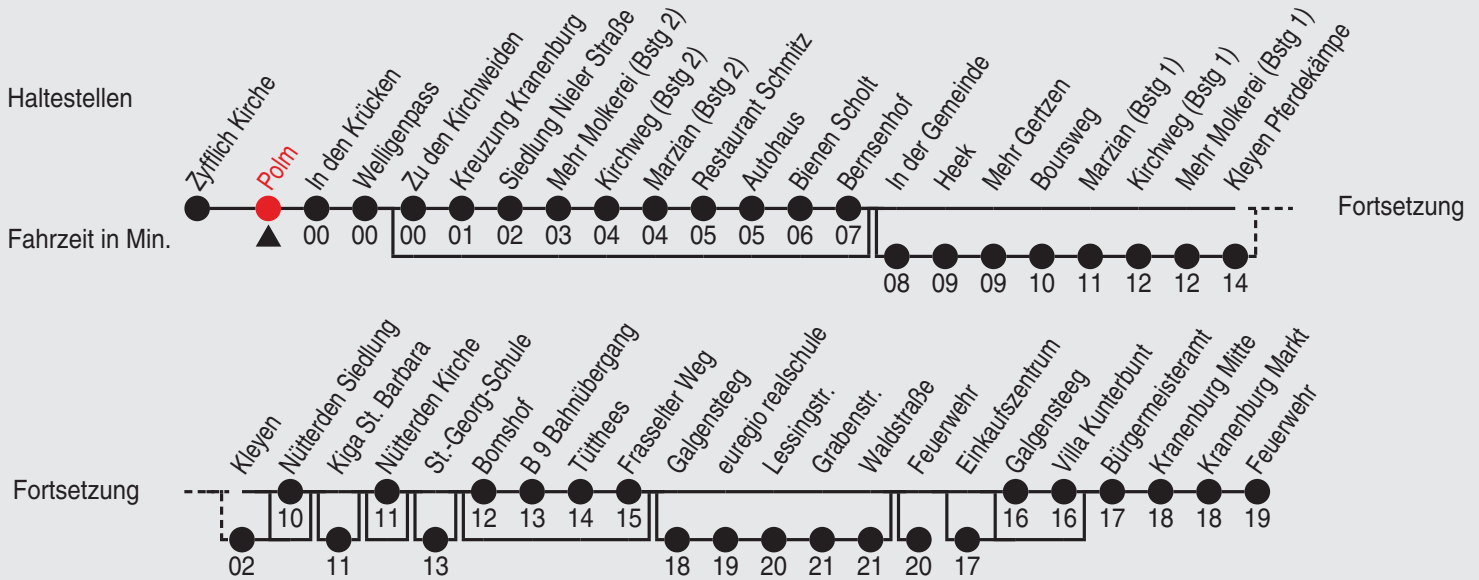 Haltestellen
Zyfflich Kirche
Polm
In den Krücken
Welligenpass
Zu den Kirchweiden
Kreuzung Kranenburg
Siedlung Nieler Straße
Mehr Molkerei (Bstg 2)
Kirchweg (Bstg 2)
Marzian (Bstg 2)
Restaurant Schmitz
Autohaus
Bienen Scholt
Bernsenhof
In der Gemeinde
Heek
Mehr Gertzen
Boursweg
Marzian (Bstg 1)
Kirchweg (Bstg 1)
Mehr Molkerei (Bstg 1)
Kleyen Pferdekämpe
Fortsetzung
Fahrzeit in Min.
00 00 00 01 02 03 04 04 05 05 06 07
08 09 09 10 11 12 12 14
Kleyen
Nütterden Siedlung
Kiga St. Barbara
Nütterden Kirche
St.-Georg-Schule
Bomshof
B 9 Bahnübergang
Tütthees
Frasselter Weg
Galgensteeg
euregio realschule
Lessingstr.
Grabenstr.
Waldstraße
Feuerwehr
Einkaufszentrum
Galgensteeg
Villa Kunterbunt
Bürgermeisteramt
Kranenburg Mitte
Kranenburg Markt
Feuerwehr
Fortsetzung
10 11 12 13 14 15 16 16 17 18 18 19
02 11 13 18 19 20 21 21 20 17